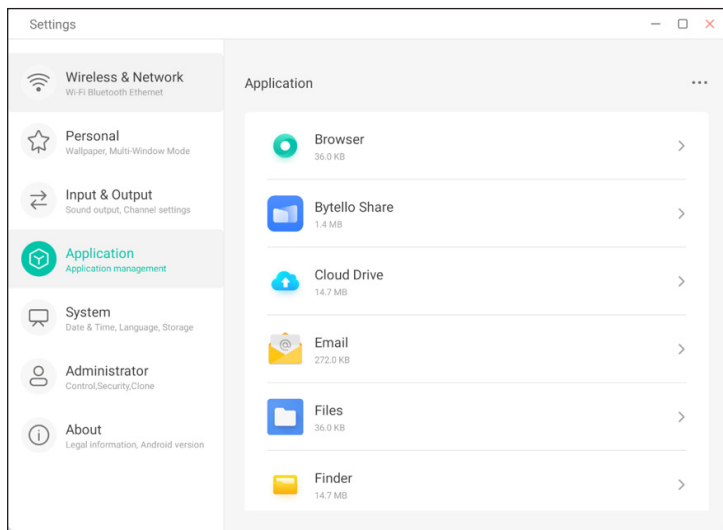 Settings
Wireless & Network
Wi-Fi Bluetooth Ethernet
Personal
Wallpaper, Multi-Window Mode
Input & Output
Sound output, Channel settings
Application
Application management
System
Date & Time, Language, Storage
Administrator
Control,Security,Clone
About
Legal information, Android version
Application
Browser
36.0 KB
Bytello Share
1.4 MB
Cloud Drive
14.7 MB
Email
272.0 KB
Files
36.0 KB
Finder
14.7 MB